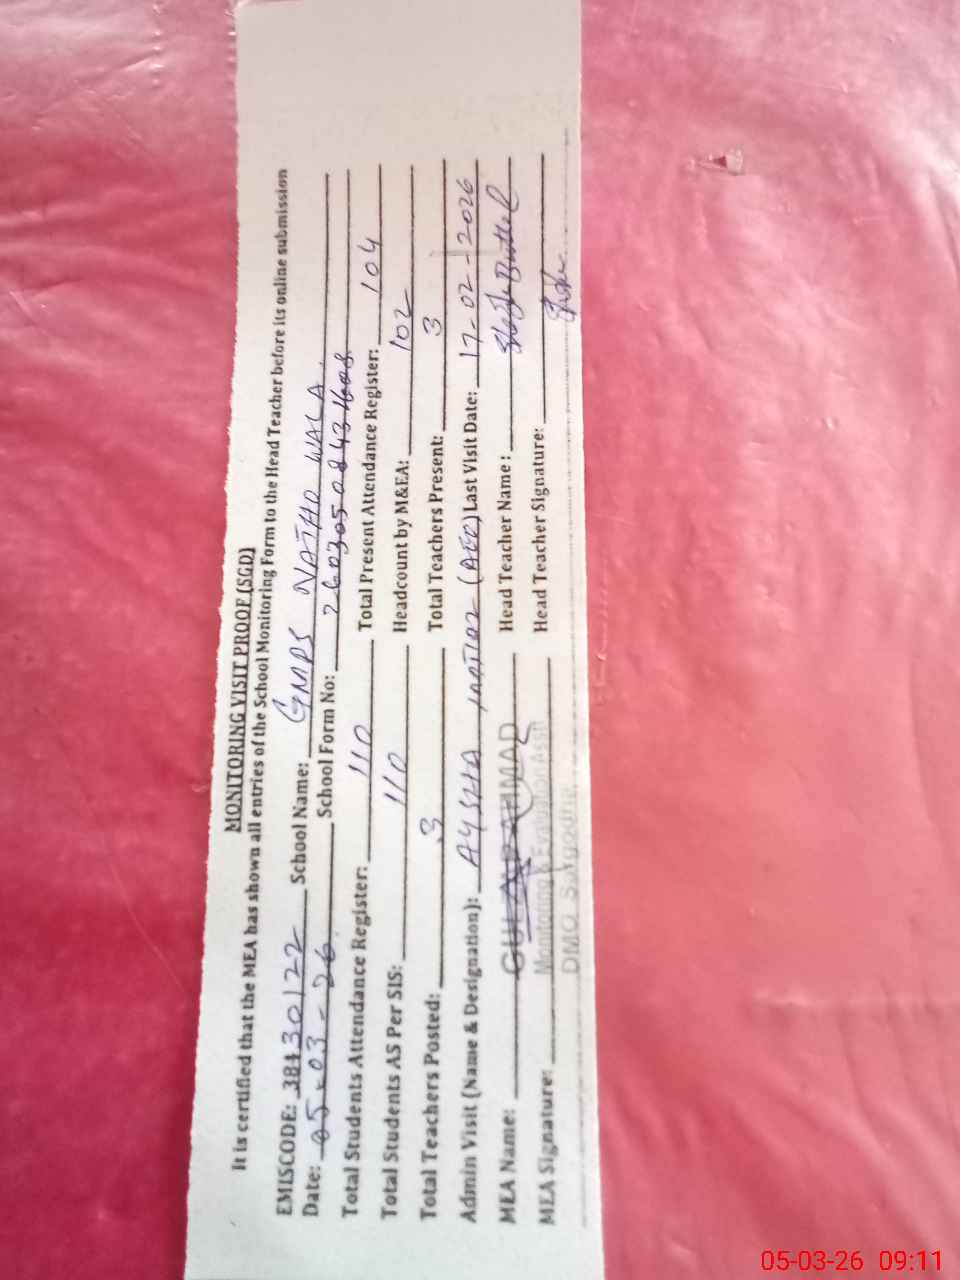 MONITORING VISIT PROOF (SGD)
It is certified that the MEA has shown all entries of the School Monitoring Form to the Head Teacher before its online submission
EMISCODE: 38430122 School Name: GMPS NATHO WALA
Date: 05-03-26 School Form No: 26030508431608
Total Students Attendance Register: 110 Total Present Attendance Register: 104
Total Students AS Per SIS: 110 Headcount by M&EA: 102
Total Teachers Posted: 3 Total Teachers Present: 3
Admin Visit (Name & Designation): AYSHA IMTIAZ (AEO) Last Visit Date: 17-02-2026
MEA Name: GUL Head Teacher Name:
MEA Signature: Head Teacher Signature:
Monitoring & Evaluation Asstt
DMO Sargodha
05-03-26 09:11